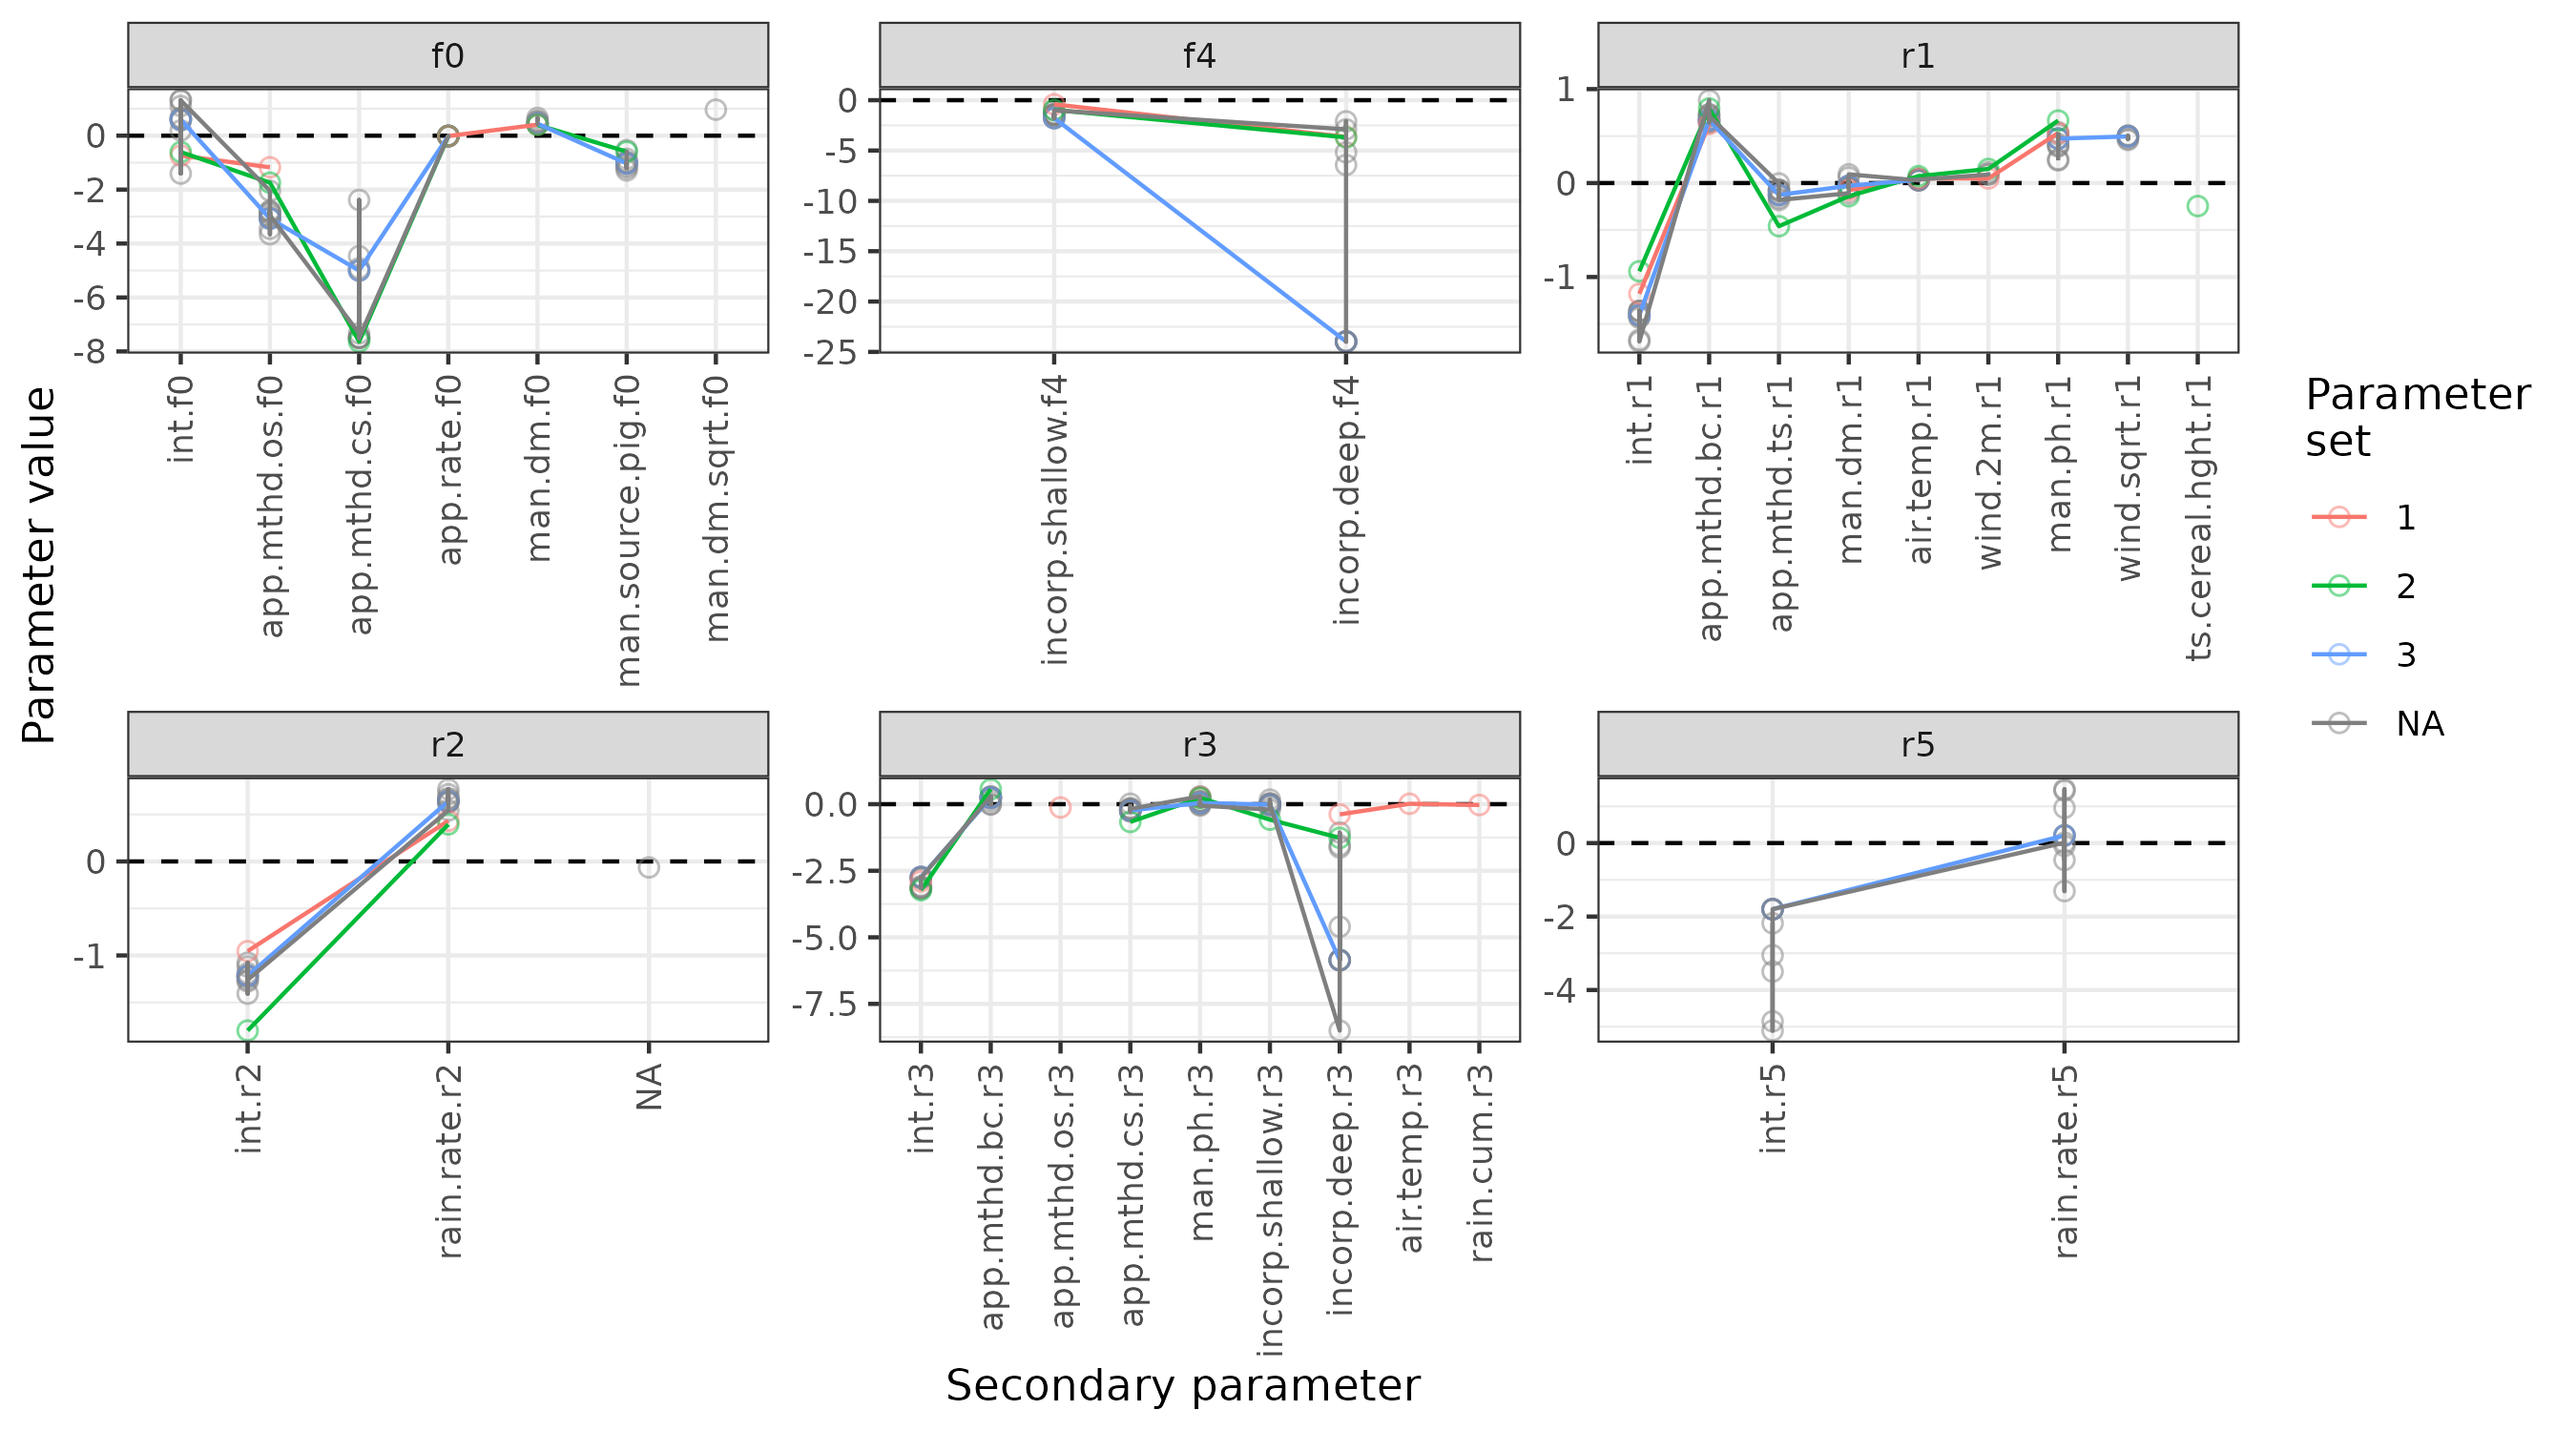 f0
f4
r1
0
-2
-4
-6
-8
0
-5
-10
-15
-20
-25
1
0
-1
int.f0
app.mthd.os.f0
app.mthd.cs.f0
app.rate.f0
man.dm.f0
man.source.pig.f0
man.dm.sqrt.f0
incorp.shallow.f4
incorp.deep.f4
int.r1
app.mthd.bc.r1
app.mthd.ts.r1
man.dm.r1
air.temp.r1
wind.2m.r1
man.ph.r1
wind.sqrt.r1
ts.cereal.hght.r1
Parameter value
r2
r3
r5
0
-1
0.0
-2.5
-5.0
-7.5
0
-2
-4
int.r2
rain.rate.r2
NA
int.r3
app.mthd.bc.r3
app.mthd.os.r3
app.mthd.cs.r3
man.ph.r3
incorp.shallow.r3
incorp.deep.r3
air.temp.r3
rain.cum.r3
int.r5
rain.rate.r5
Secondary parameter
Parameter
set
1
2
3
NA